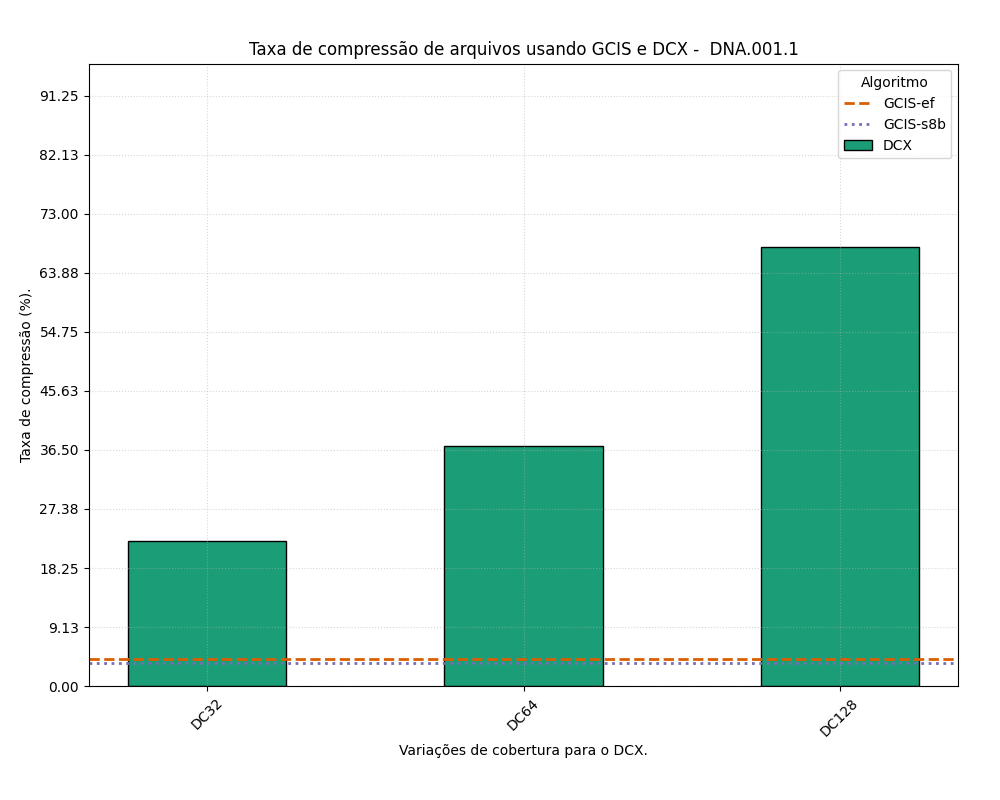 Taxa de compressão de arquivos usando GCIS e DCX -  DNA.001.1
Algoritmo
GCIS-ef
GCIS-s8b
DCX
Taxa de compressão (%).
91.25
82.13
73.00
63.88
54.75
45.63
36.50
27.38
18.25
9.13
0.00
DC32
DC64
DC128
Variações de cobertura para o DCX.